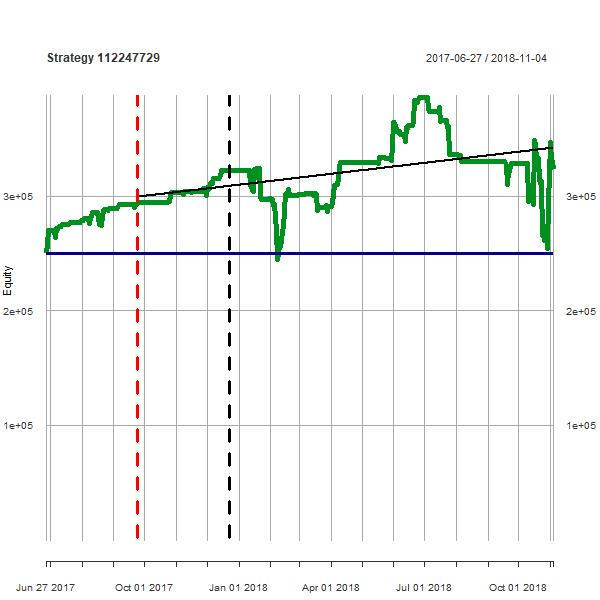 Strategy 112247729
2017-06-27 / 2018-11-04
3e+05
3e+05
Equity
2e+05
2e+05
1e+05
1e+05
Jun 27 2017
Oct 01 2017
Jan 01 2018
Apr 01 2018
Jul 01 2018
Oct 01 2018